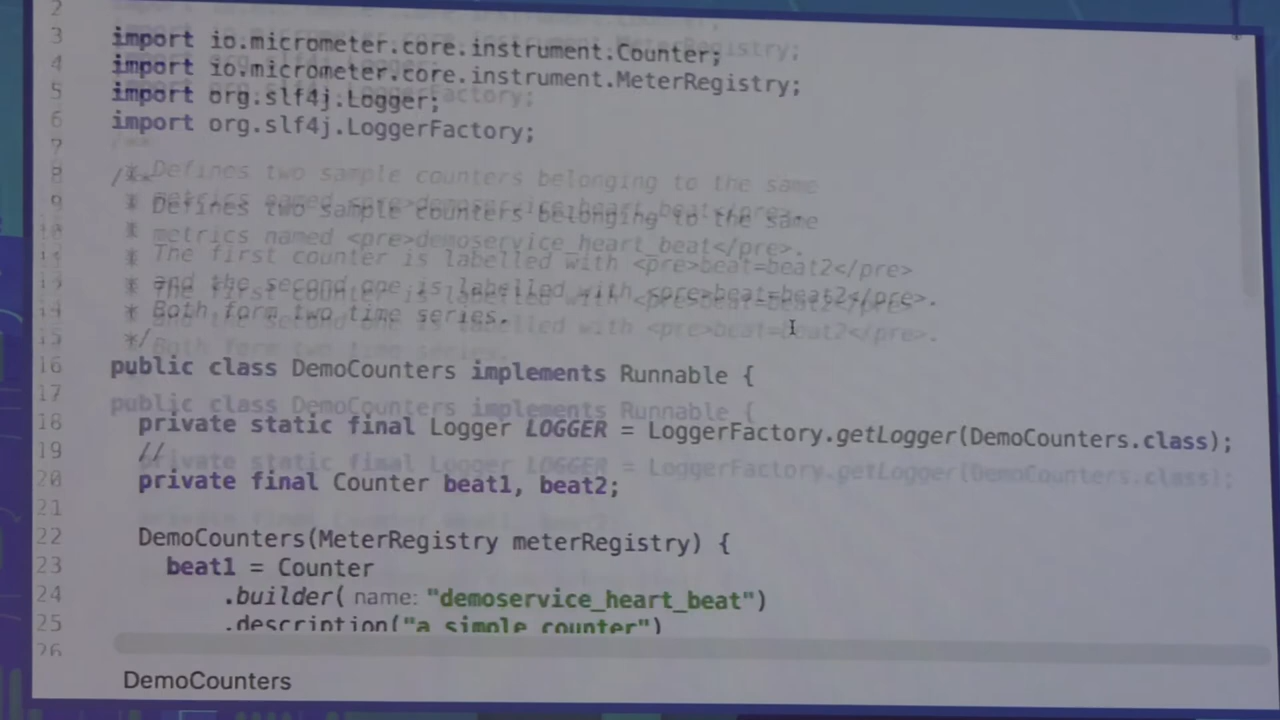 2
3 import io.micrometer.core.instrument.Counter;
4 import io.micrometer.core.instrument.MeterRegistry;
5 import org.slf4j.Logger;
6 import org.slf4j.LoggerFactory;
7
8 /**
9 * Defines two sample counters belonging to the same
10 * metrics named <pre>demoservice_heart_beat</pre>.
11 * The first counter is labelled with <pre>beat=beat2</pre>
13 * and the second one is labelled with <pre>beat=beat2</pre>.
14 * Both form two time series.
15 */
16 public class DemoCounters implements Runnable {
17
18 private static final Logger LOGGER = LoggerFactory.getLogger(DemoCounters.class);
19 //
20 private final Counter beat1, beat2;
21
22 DemoCounters(MeterRegistry meterRegistry) {
23 beat1 = Counter
24 .builder( name: "demoservice_heart_beat")
25 .description("a simple counter")
26
DemoCounters